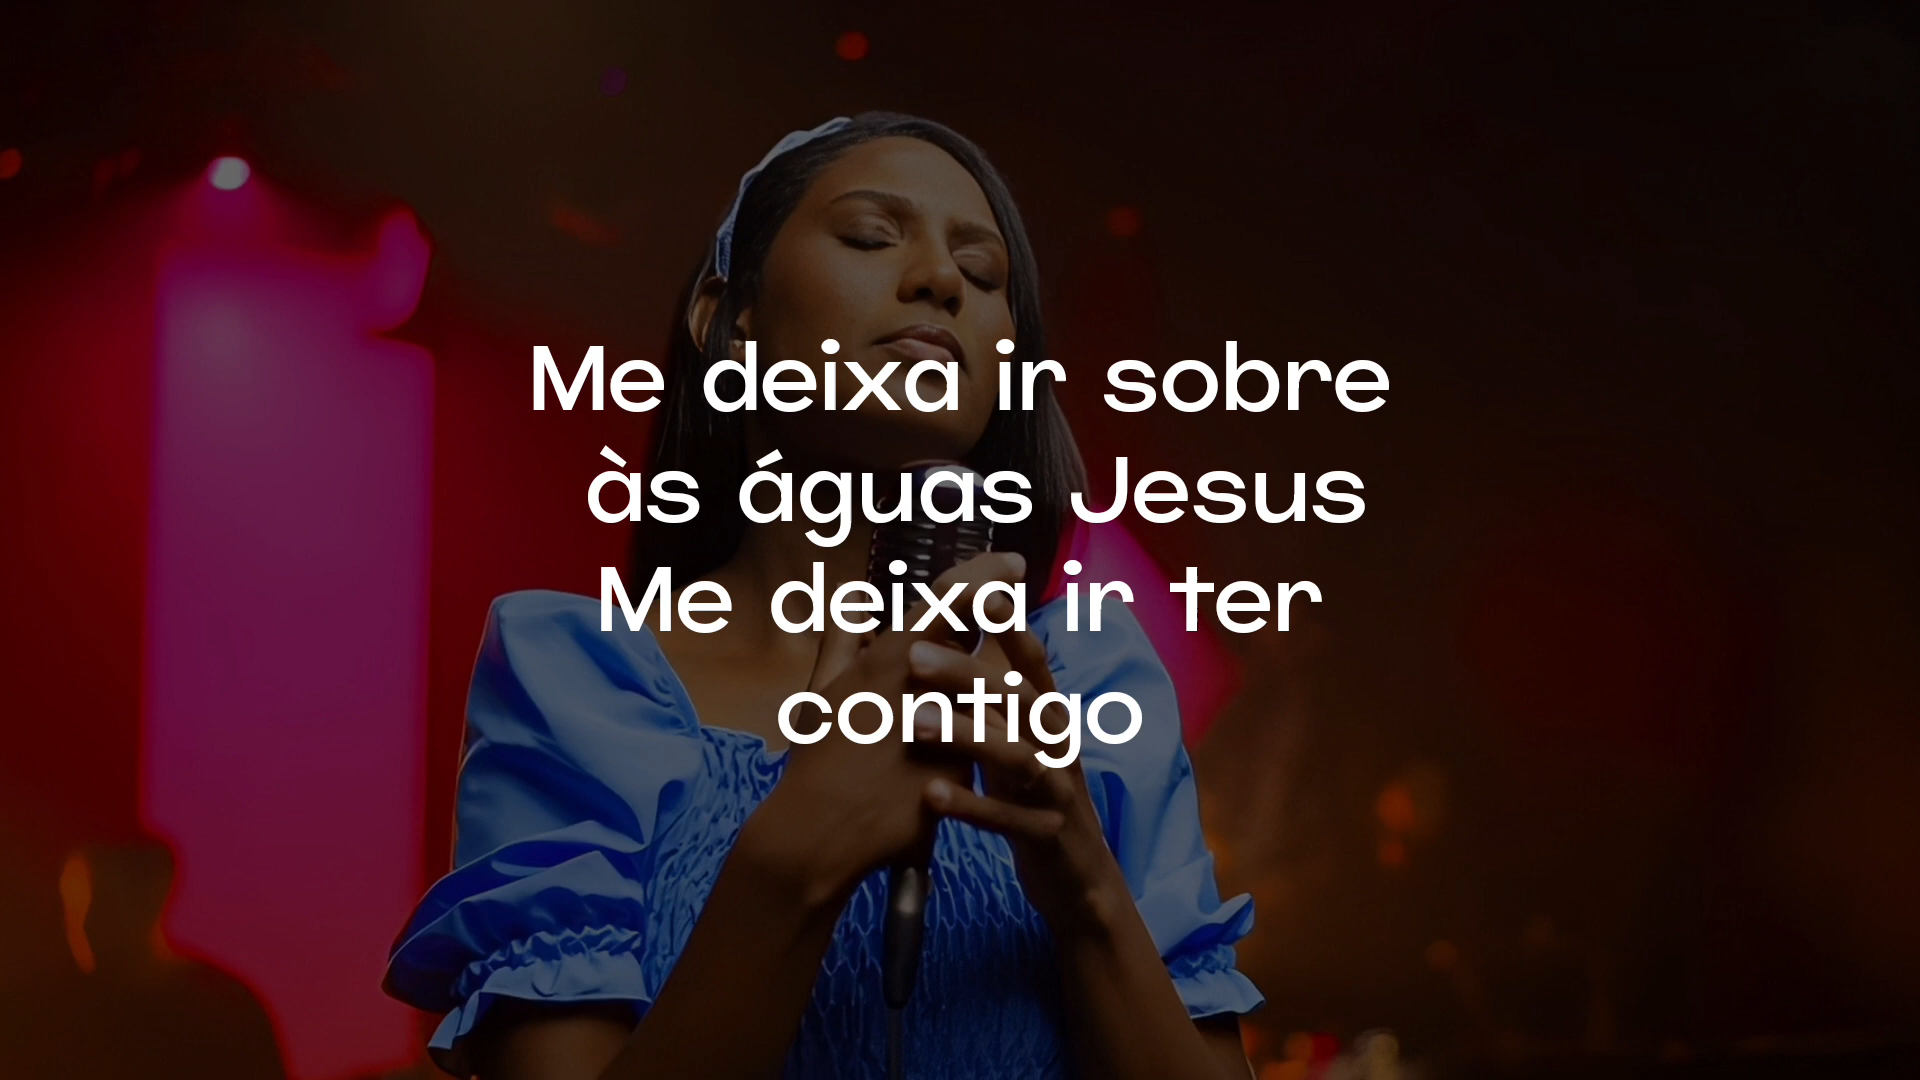 Me deixa ir sobre
às águas Jesus
Me deixa ir ter
contigo